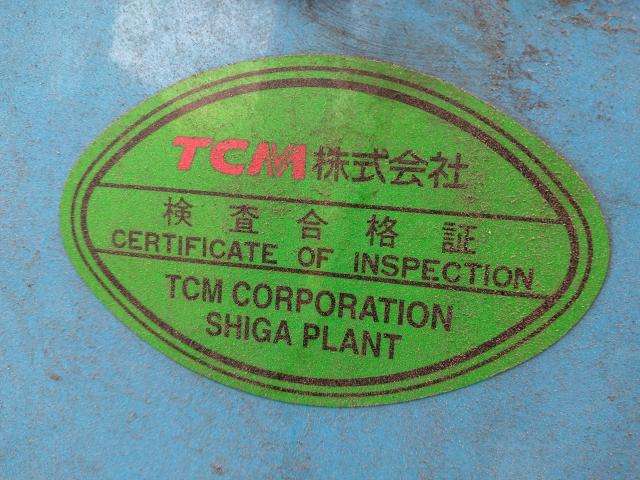 TCM株式会社
検査合格証
CERTIFICATE OF INSPECTION
TCM CORPORATION
SHIGA PLANT